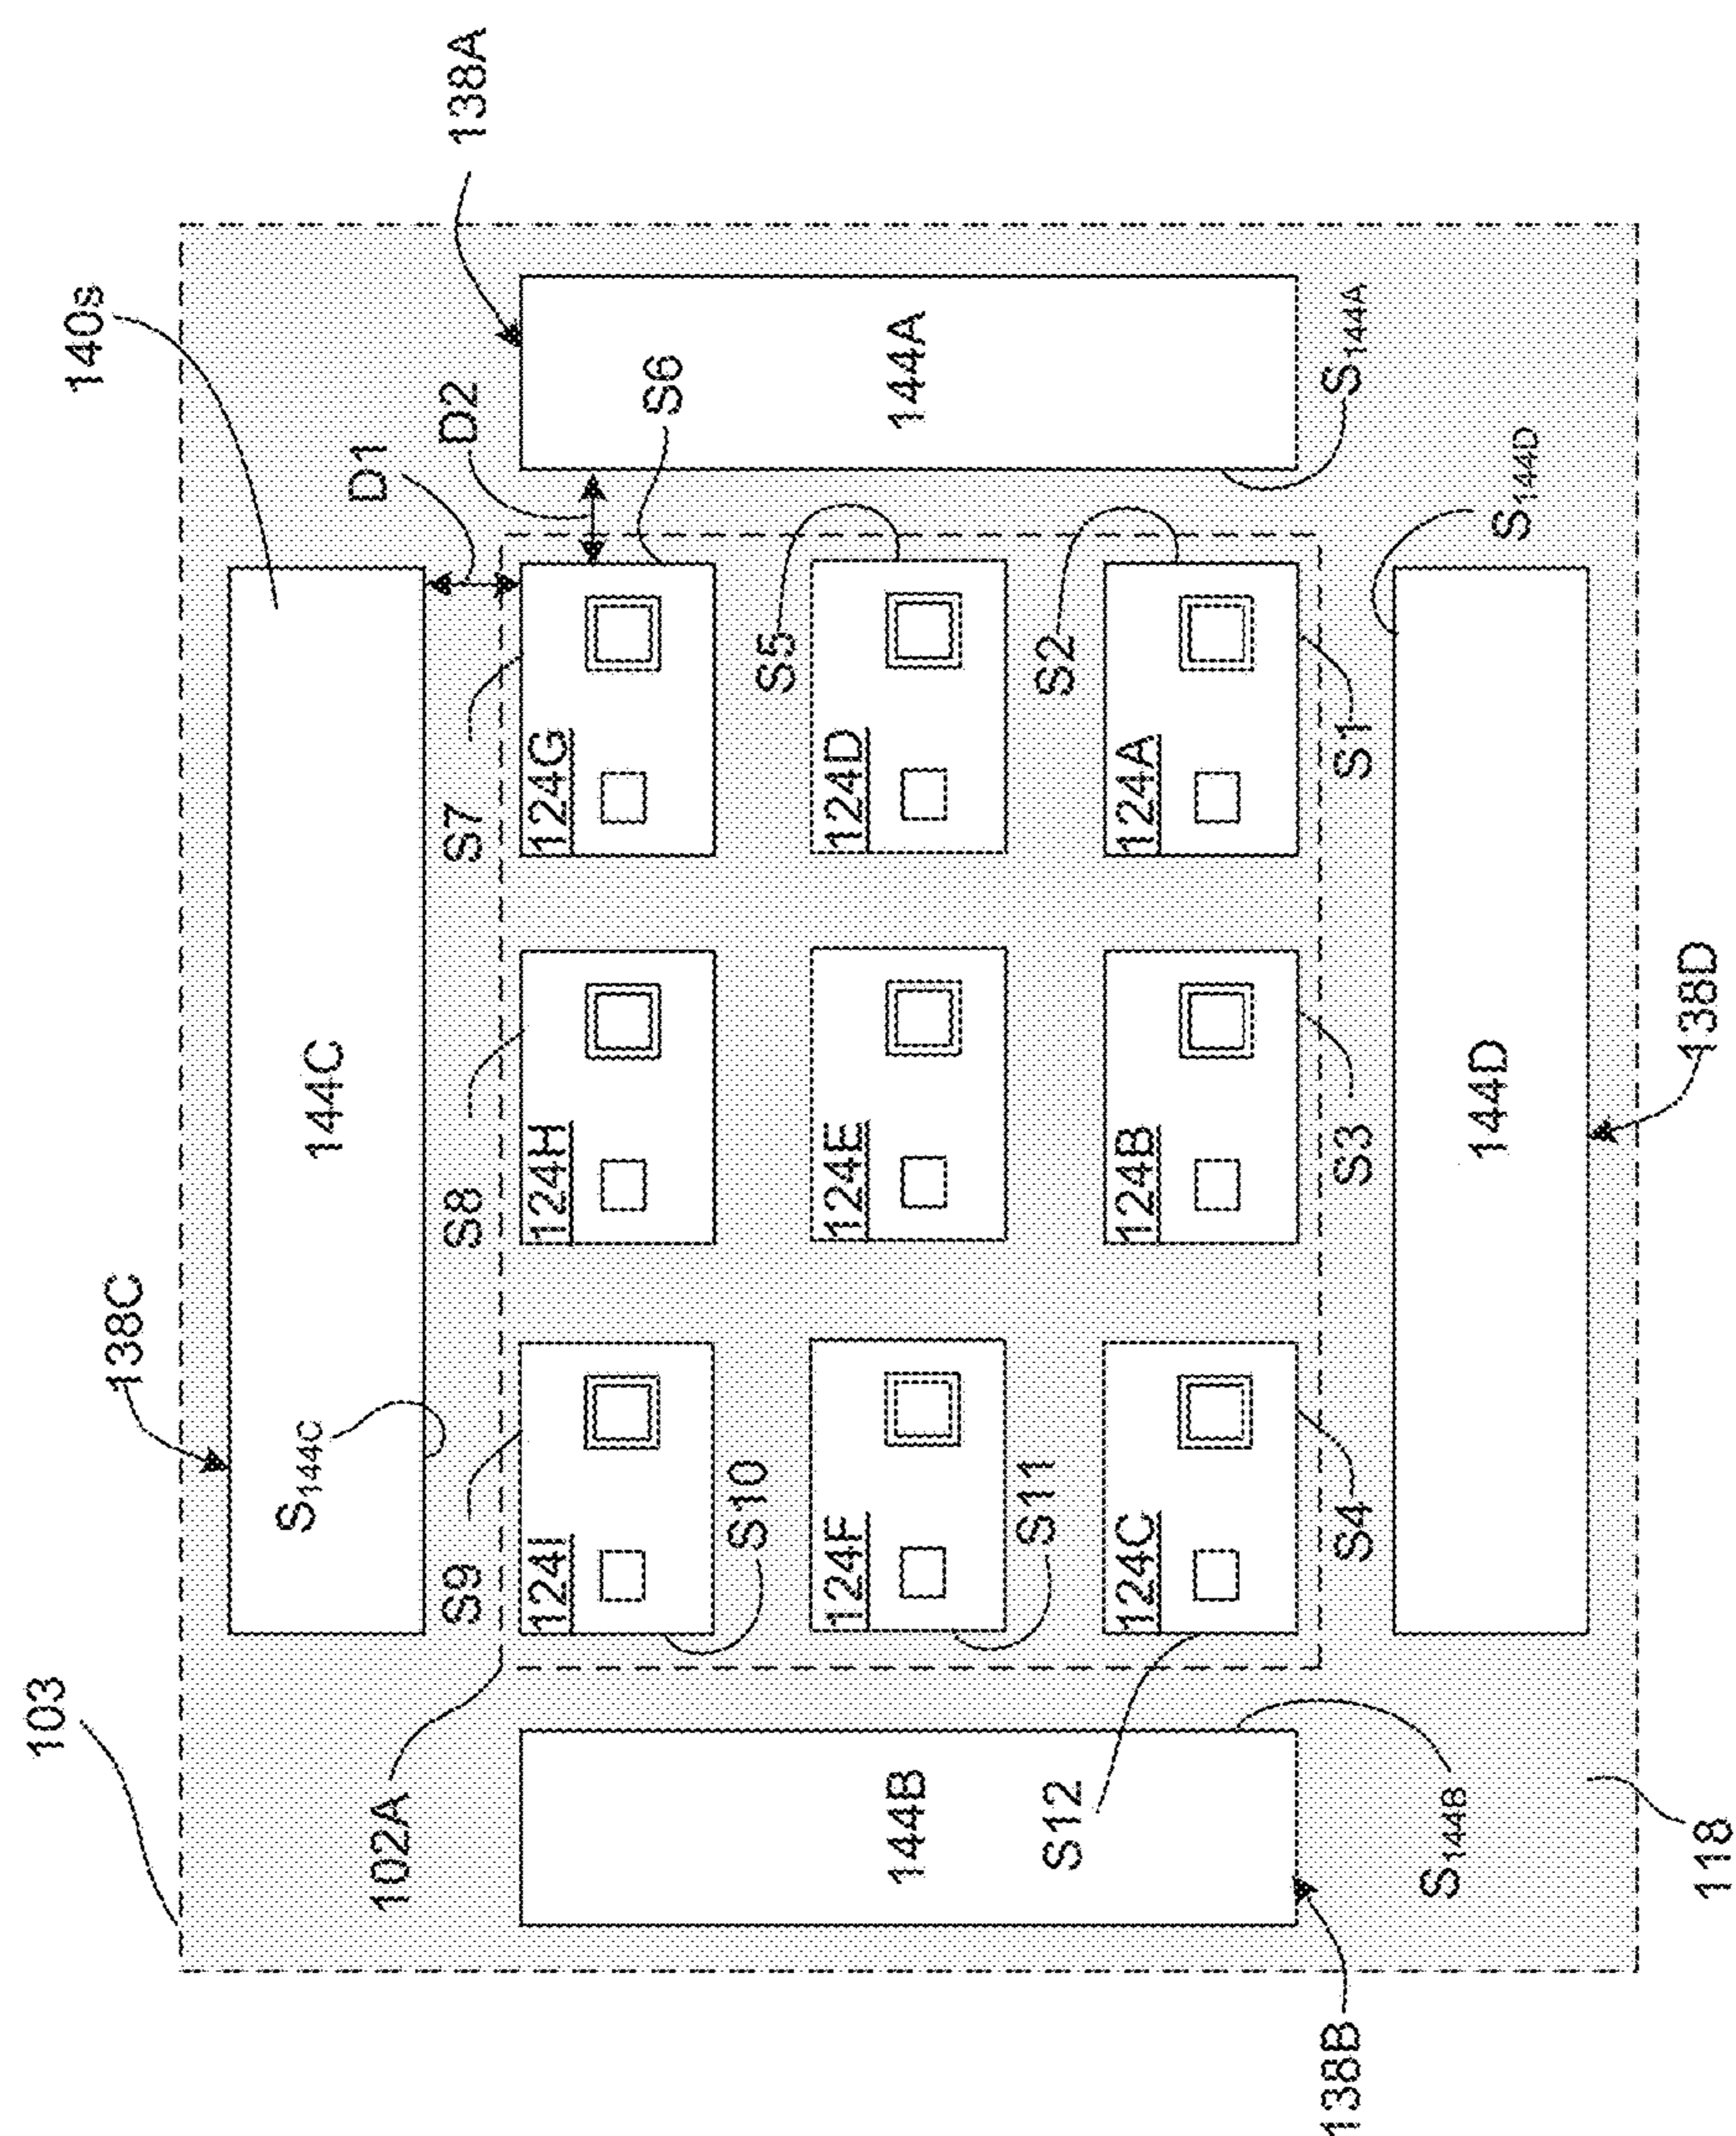 103
138C
140s
138A
S144C
144C
D1
D2
102A
S9
S8
S7
S6
144B
124I
124H
124G
144A
S10
S5
124F
124E
124D
S11
S2
S12
124C
124B
124A
S144A
138B
S144B
S4
S3
S1
S144D
144D
118
138D